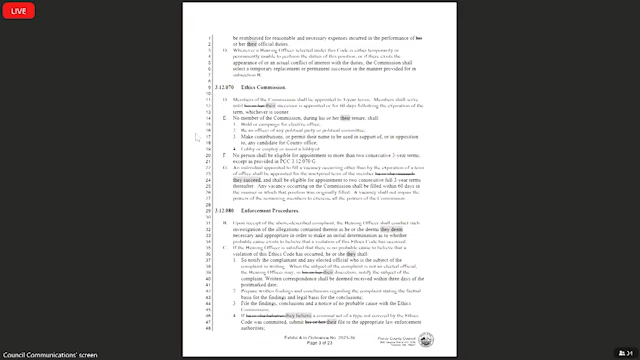 LIVE
be reimbursed for reasonable and necessary expenses incurred in the performance of his
or her they official duties.
D. Whenever a Hearing Officer selected under this Code is either temporarily or
permanently unable to perform the duties of this position, or if there exists the
appearance of or an actual conflict of interest with the duties, the Commission shall
select a temporary replacement or permanent successor in the manner provided for in
subsection B.
3.12.070 Ethics Commission.
D. Members of the Commission shall be appointed to 3-year terms. Members shall serve
until his or her their successor is appointed or for 60 days following the expiration of the
term, whichever is sooner.
E. No member of the Commission, during his or her their tenure, shall:
1. Hold or campaign for elective office;
2. Be an officer of any political party or political committee;
3. Make contributions, or permit their name to be used in support of, or in opposition
to, any candidate for County office;
4. Lobby or employ or assist a lobbyist.
F. No person shall be eligible for appointment to more than two consecutive 3-year terms,
except as provided in PCC 3.12.070 G.
G. An individual appointed to fill a vacancy occurring other than by the expiration of a term
of office shall be appointed for the unexpired term of the member
they succeed, and shall be eligible for appointment to two consecutive full 3-year terms
thereafter. Any vacancy occurring on the Commission shall be filled within 60 days in
the manner in which that position was originally filled. A vacancy shall not impair the
powers of the remaining members to exercise all the powers of the Commission.
3.12.080 Enforcement Procedures.
B. Upon receipt of the above-described complaint, the Hearing Officer shall conduct such
investigation of the allegations contained therein as he or she deems they deem
necessary and appropriate in order to make an initial determination as to whether
probable cause exists to believe that a violation of this Ethics Code has occurred.
C. If the Hearing Officer is satisfied that there is no probable cause to believe that a
violation of this Ethics Code has occurred, he or she they shall:
1. So notify the complainant and any elected official who is the subject of the
complaint in writing. When the subject of the complaint is not an elected official,
the Hearing Officer may, in his or her their discretion, notify the subject of the
complaint. Written correspondence shall be deemed received within three days of the
postmarked date.
2. Prepare written findings and conclusions regarding the complaint stating the factual
basis for the findings and legal basis for the conclusions;
3. File the findings, conclusions and a notice of no probable cause with the Ethics
Commission;
4. If he or she believes they believe a criminal act of a type not covered by the Ethics
Code was committed, submit his or her their file to the appropriate law enforcement
authorities;
Page 3 of 23
Pierce County Council
Council Communications' screen
34